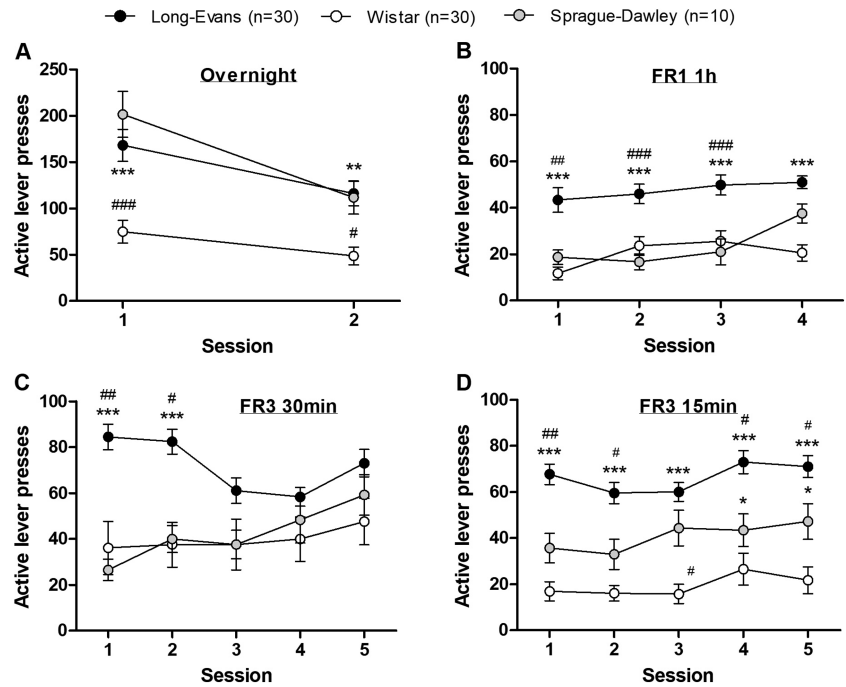 Long-Evans (n=30) Wistar (n=30) Sprague-Dawley (n=10)
A
Overnight
Active lever presses
250
200
150
100
50
0
***
###
**
#
1 2
Session
B
FR1 1h
Active lever presses
100
80
60
40
20
0
## ### ###
*** *** *** ***
1 2 3 4
Session
C
FR3 30min
Active lever presses
100
80
60
40
20
0
## #
*** ***
1 2 3 4 5
Session
D
FR3 15min
Active lever presses
100
80
60
40
20
0
## # # #
*** *** *** *** ***
* *
#
1 2 3 4 5
Session